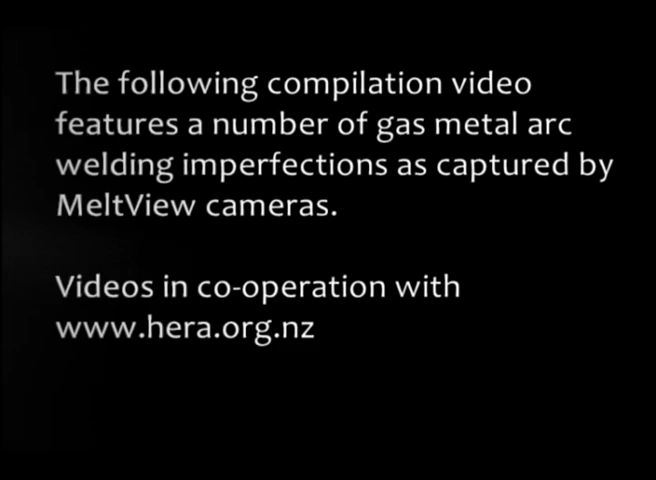 The following compilation video
features a number of gas metal arc
welding imperfections as captured by
MeltView cameras.
Videos in co-operation with
www.hera.org.nz